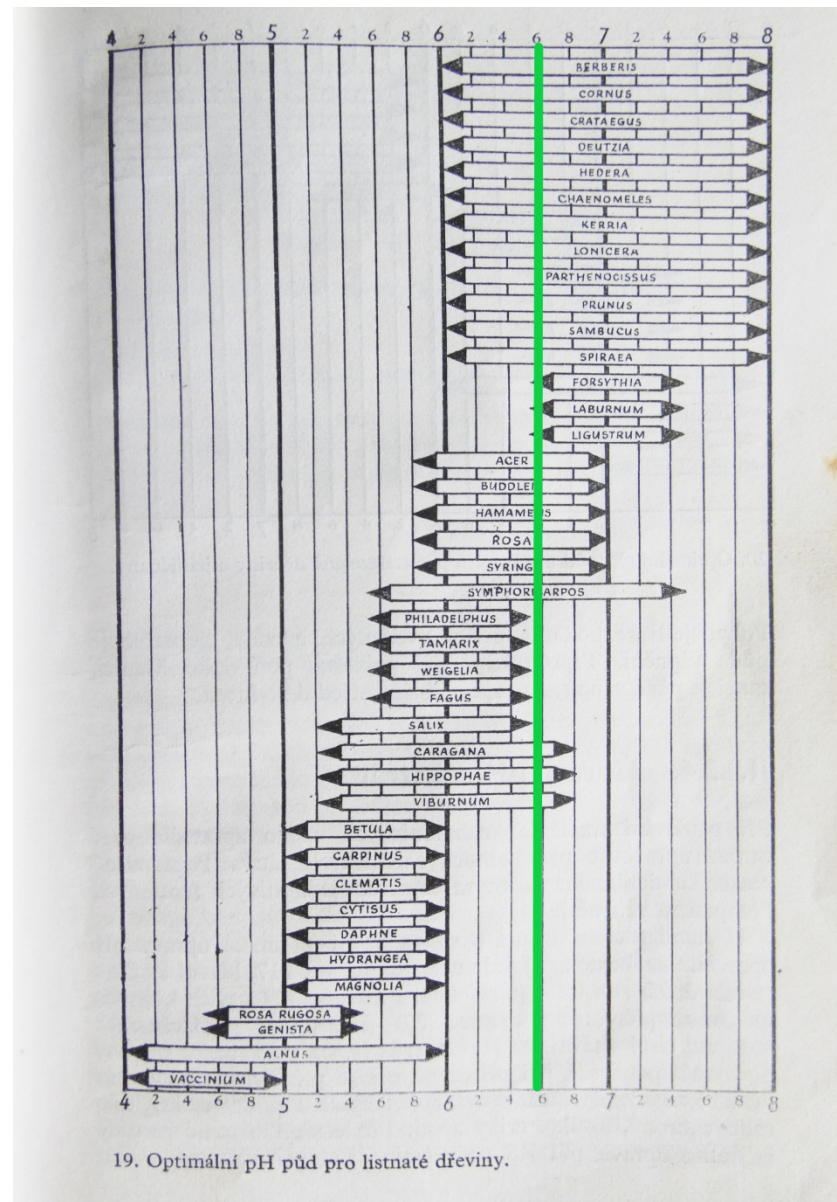 4 2 4 6 8 5 2 4 6 8 6 2 4 6 8 7 2 4 6 8 8
BERBERIS
CORNUS
CRATAEGUS
DEUTZIA
HEDERA
CHAENOMELES
KERRIA
LONICERA
PARTHENOCISSUS
PRUNUS
SAMBUCUS
SPIRAEA
FORSYTHIA
LABURNUM
LIGUSTRUM
ACER
BUDDLEI
HAMAMELIS
ROSA
SYRING
SYMPHORICARPOS
PHILADELPHUS
TAMARIX
WEIGELIA
FAGUS
SALIX
CARAGANA
HIPPOPHAE
VIBURNUM
BETULA
CARPINUS
CLEMATIS
CYTISUS
DAPHNE
HYDRANGEA
MAGNOLIA
ROSA RUGOSA
GENISTA
ALNUS
VACCINIUM
4 2 4 6 8 5 2 4 6 8 6 2 4 6 7 2 4 6 8 8
19. Optimální pH půd pro listnaté dřeviny.